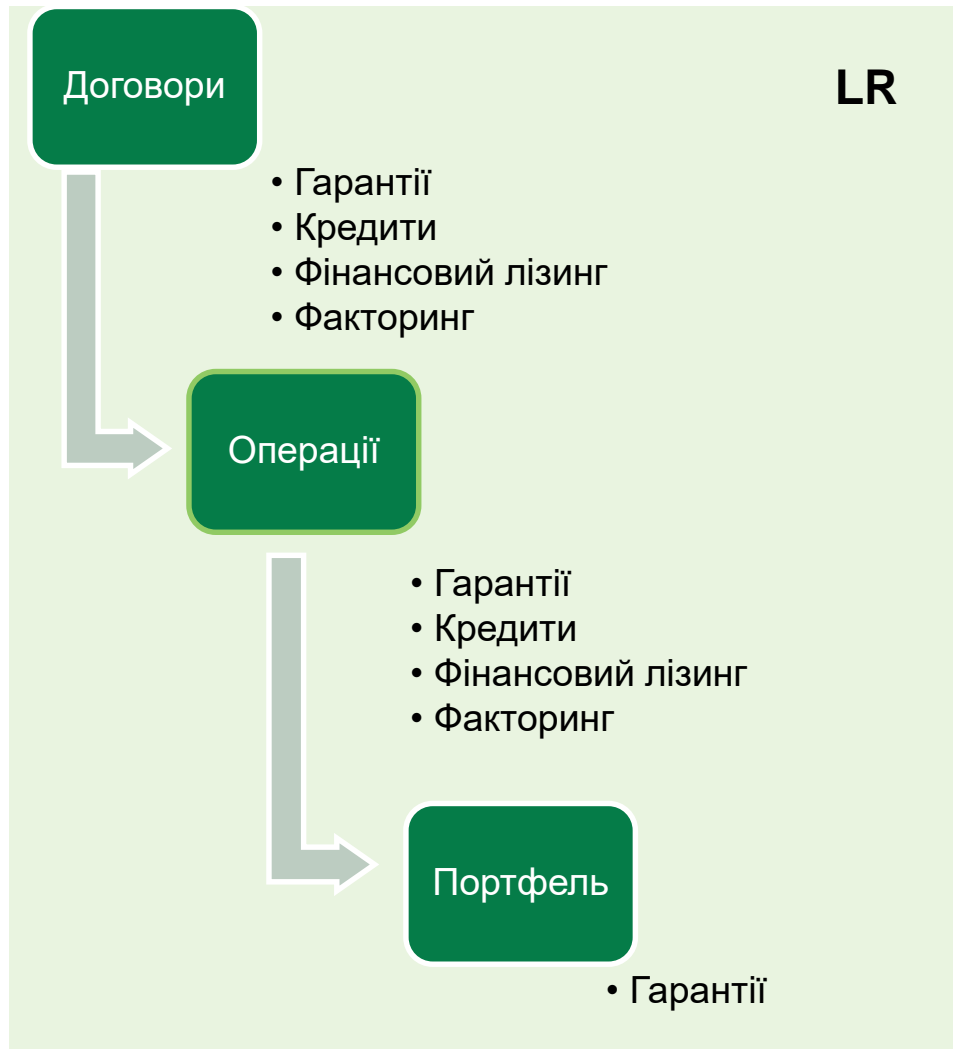 Договори
LR
• Гарантії
• Кредити
• Фінансовий лізинг
• Факторинг
Операції
• Гарантії
• Кредити
• Фінансовий лізинг
• Факторинг
Портфель
• Гарантії